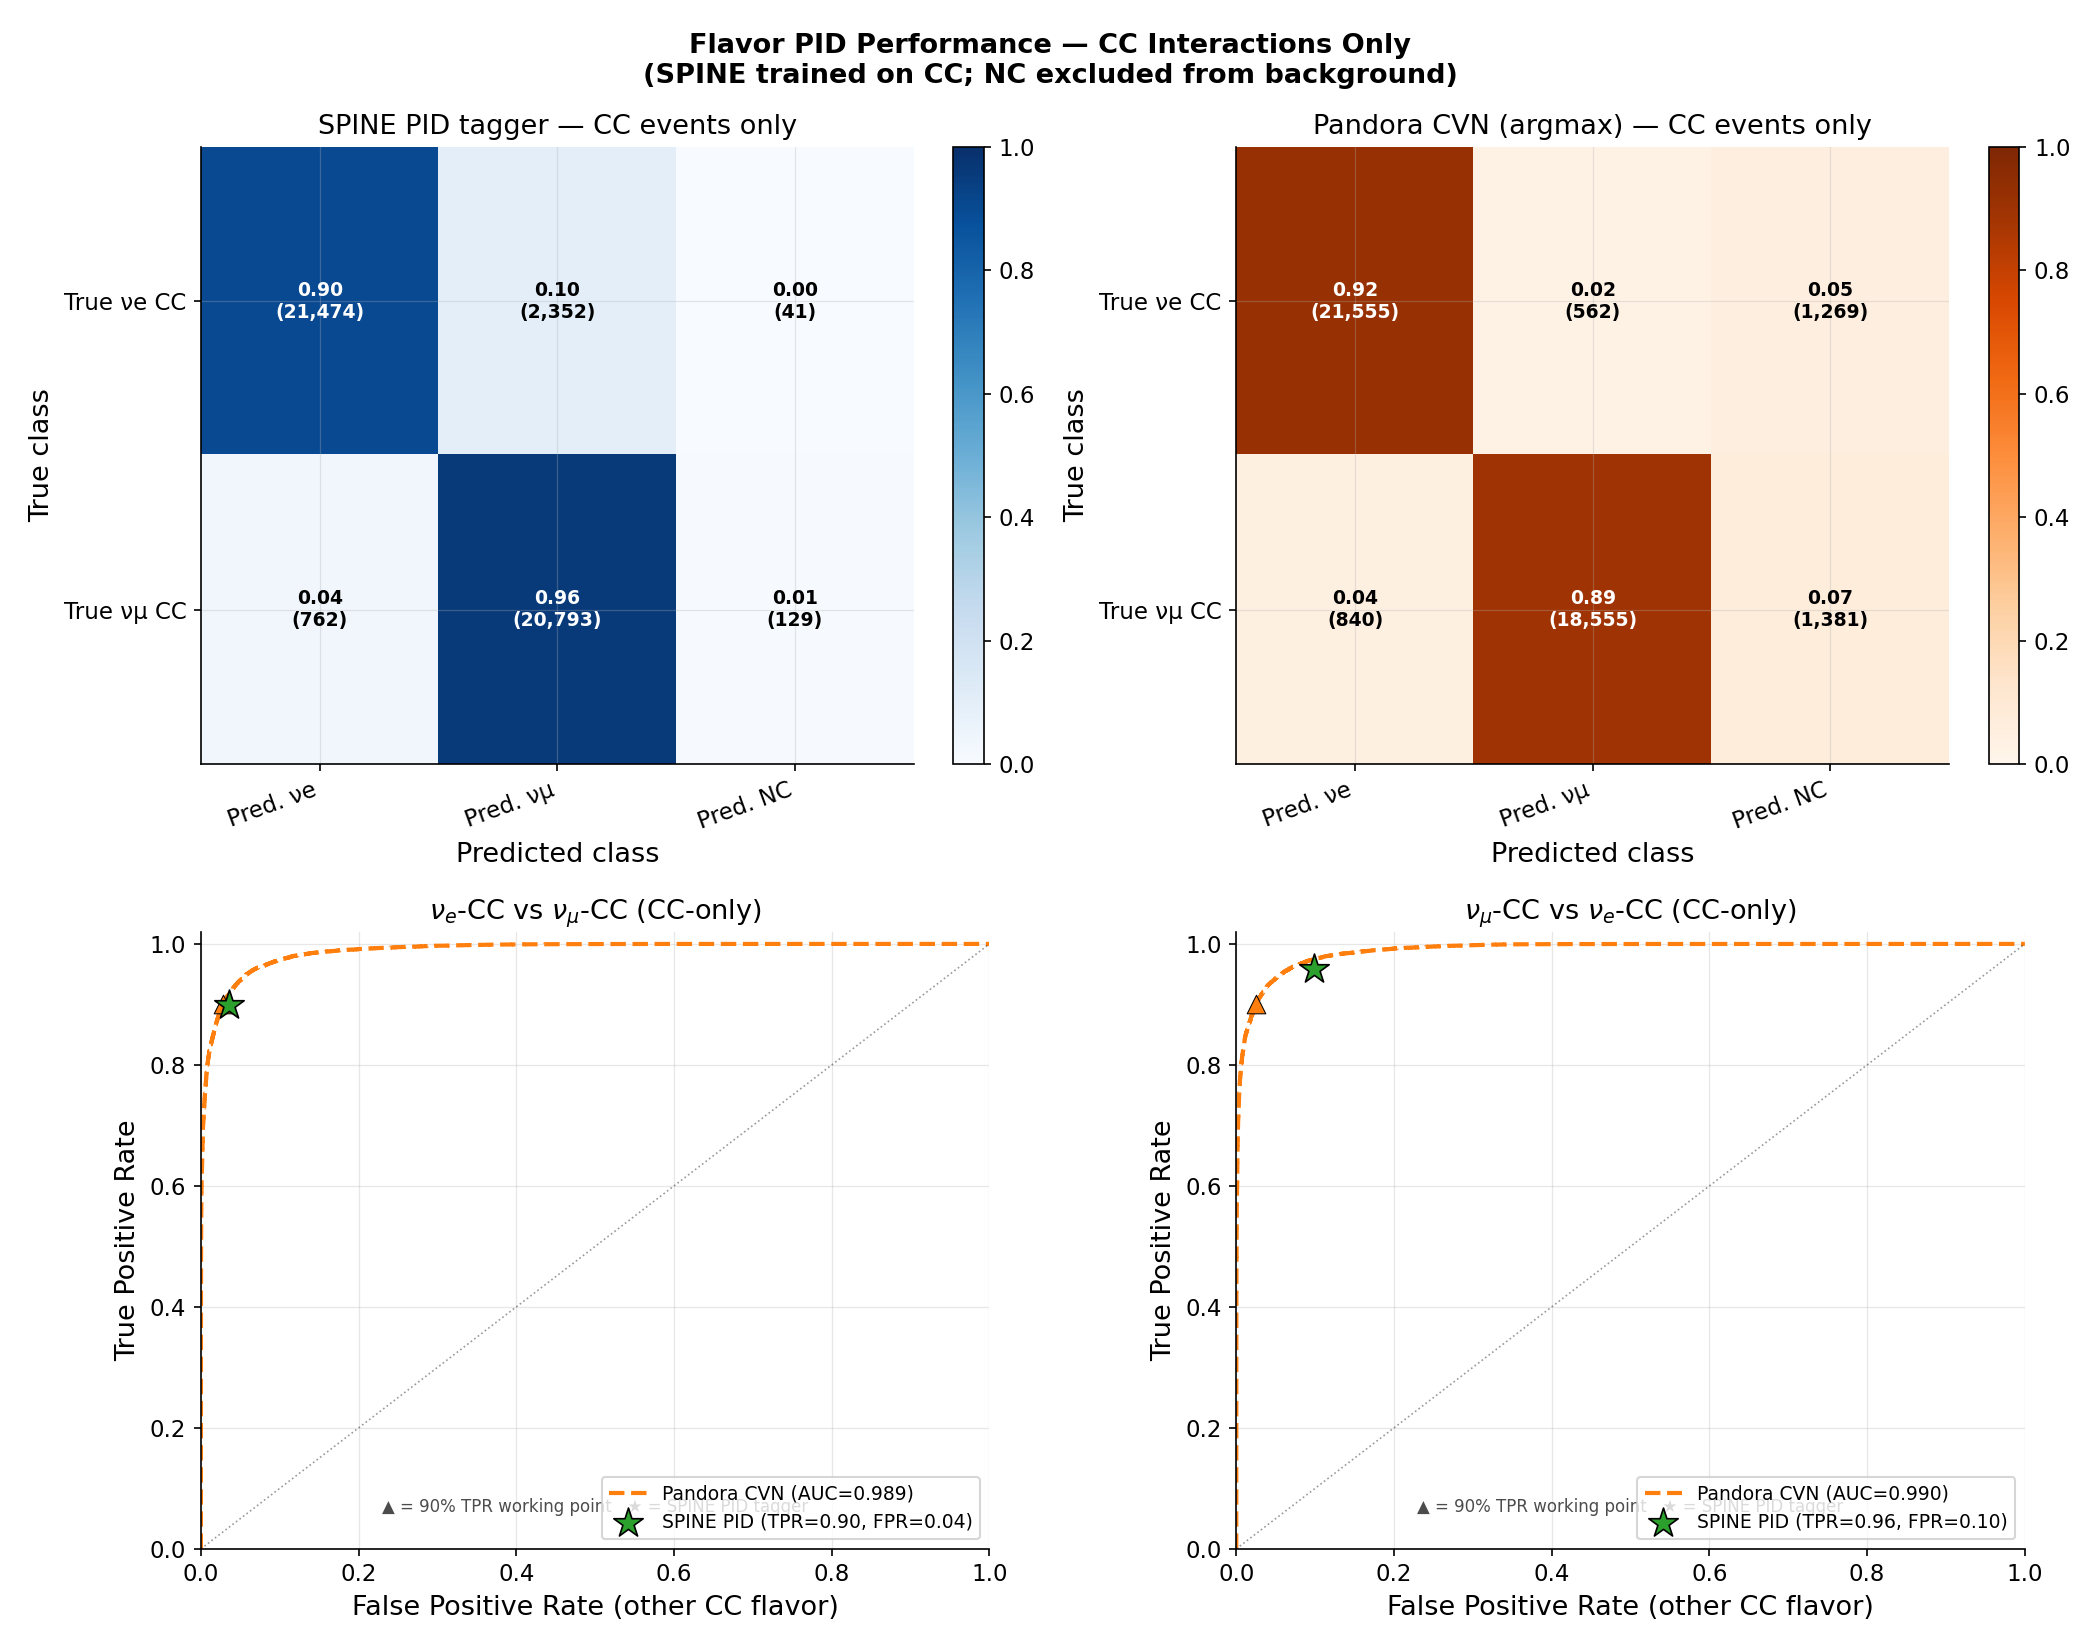 Flavor PID Performance — CC Interactions Only
(SPINE trained on CC; NC excluded from background)
SPINE PID tagger — CC events only
True class
True νe CC
True νμ CC
0.90
(21,474)
0.10
(2,352)
0.00
(41)
0.04
(762)
0.96
(20,793)
0.01
(129)
Pred. νe
Pred. νμ
Pred. NC
Predicted class
1.0
0.8
0.6
0.4
0.2
0.0
Pandora CVN (argmax) — CC events only
True class
True νe CC
True νμ CC
0.92
(21,555)
0.02
(562)
0.05
(1,269)
0.04
(840)
0.89
(18,555)
0.07
(1,381)
Pred. νe
Pred. νμ
Pred. NC
Predicted class
1.0
0.8
0.6
0.4
0.2
0.0
νe-CC vs νμ-CC (CC-only)
True Positive Rate
1.0
0.8
0.6
0.4
0.2
0.0
▲ = 90% TPR working point ★ = SPINE PID tagger
Pandora CVN (AUC=0.989)
SPINE PID (TPR=0.90, FPR=0.04)
0.0 0.2 0.4 0.6 0.8 1.0
False Positive Rate (other CC flavor)
νμ-CC vs νe-CC (CC-only)
True Positive Rate
1.0
0.8
0.6
0.4
0.2
0.0
▲ = 90% TPR working point ★ = SPINE PID tagger
Pandora CVN (AUC=0.990)
SPINE PID (TPR=0.96, FPR=0.10)
0.0 0.2 0.4 0.6 0.8 1.0
False Positive Rate (other CC flavor)